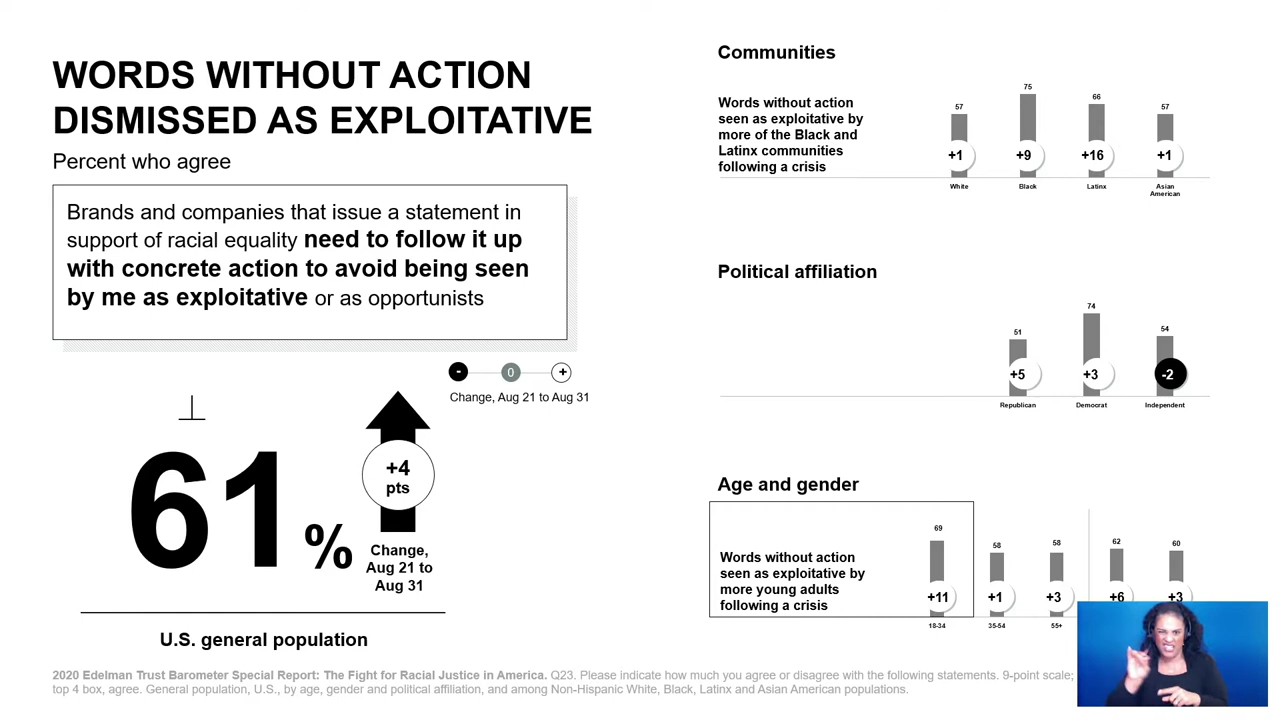 WORDS WITHOUT ACTION
DISMISSED AS EXPLOITATIVE
Percent who agree
Brands and companies that issue a statement in
support of racial equality need to follow it up
with concrete action to avoid being seen
by me as exploitative or as opportunists
- 0 +
Change, Aug 21 to Aug 31
61%
+4
pts
Change,
Aug 21 to
Aug 31
U.S. general population
Communities
Words without action
seen as exploitative by
more of the Black and
Latinx communities
following a crisis
57 75 66 57
+1 +9 +16 +1
White Black Latinx Asian
American
Political affiliation
51 74 54
+5 +3 -2
Republican Democrat Independent
Age and gender
Words without action
seen as exploitative by
more young adults
following a crisis
69 58 58 62 60
+11 +1 +3 +6 +3
18-34 35-54 55+
2020 Edelman Trust Barometer Special Report: The Fight for Racial Justice in America. Q23. Please indicate how much you agree or disagree with the following statements. 9-point scale;
top 4 box, agree. General population, U.S., by age, gender and political affiliation, and among Non-Hispanic White, Black, Latinx and Asian American populations.